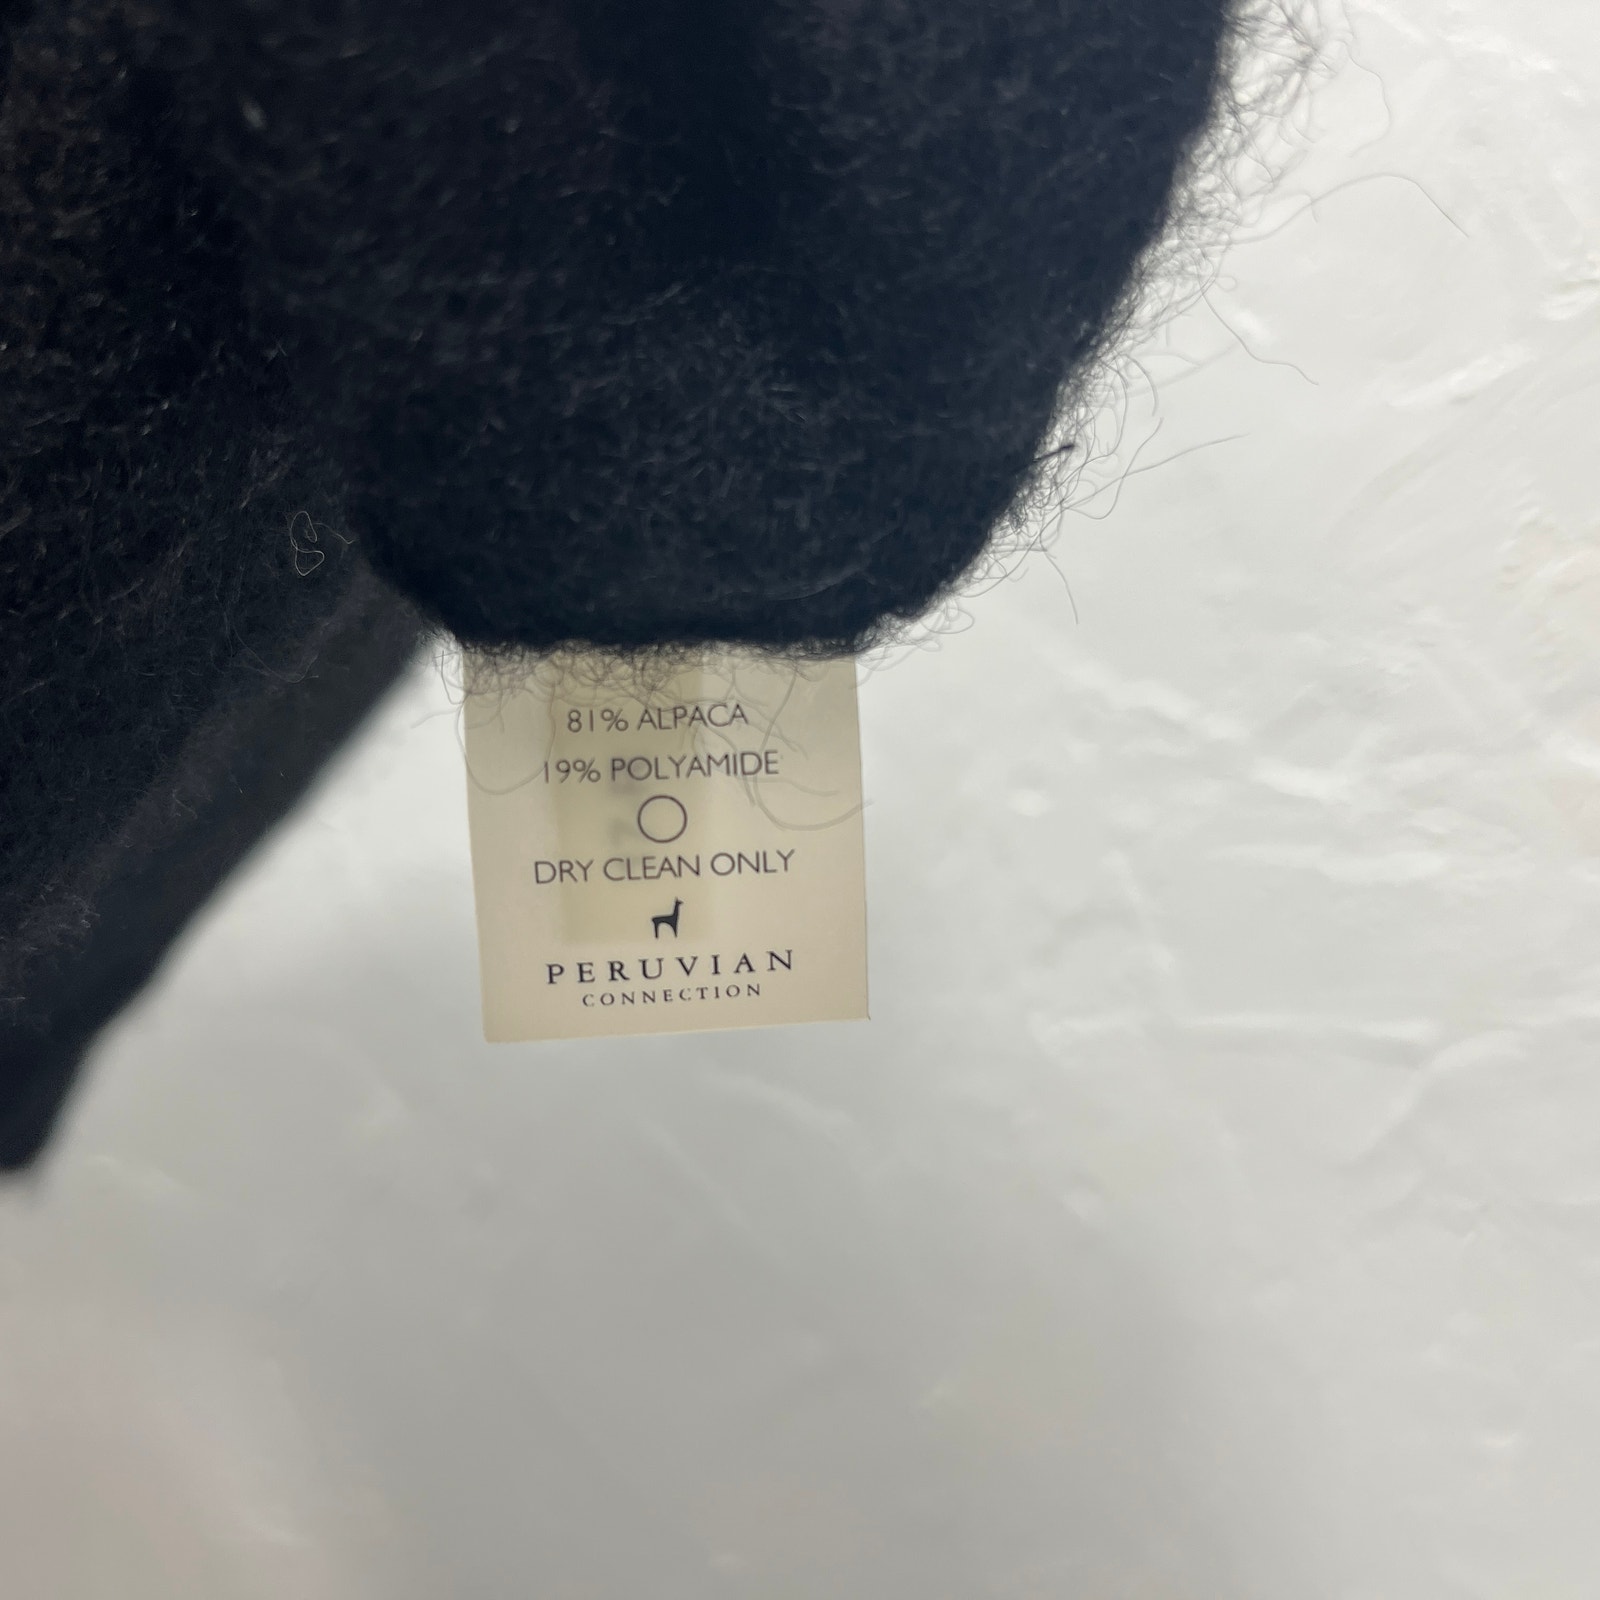 81% ALPACA
19% POLYAMIDE
DRY CLEAN ONLY
PERUVIAN
CONNECTION